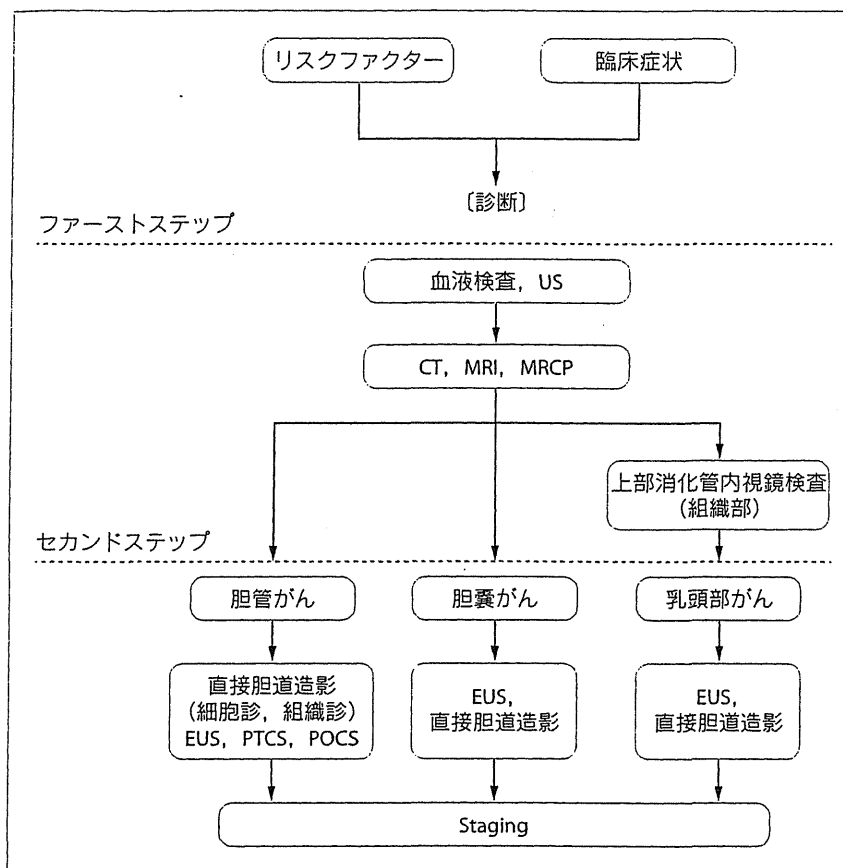 リスクファクター
臨床症状
〔診断〕
ファーストステップ
血液検査，US
CT，MRI，MRCP
上部消化管内視鏡検査
(組織部)
セカンドステップ
胆管がん
胆嚢がん
乳頭部がん
直接胆道造影
(細胞診，組織診)
EUS，PTCS，POCS
EUS，
直接胆道造影
EUS，
直接胆道造影
Staging